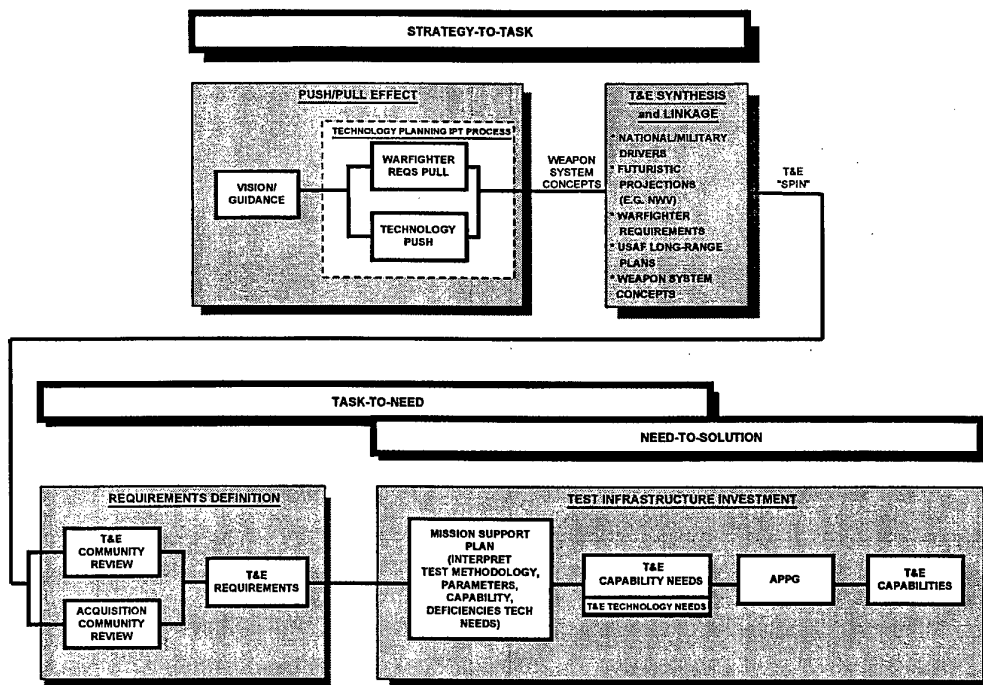 STRATEGY-TO-TASK
PUSH/PULL EFFECT
TECHNOLOGY PLANNING IPT PROCESS
WARFIGHTER
REQS PULL
VISION/
GUIDANCE
TECHNOLOGY
PUSH
WEAPON
SYSTEM
CONCEPTS
T&E SYNTHESIS
and LINKAGE
* NATIONAL/MILITARY
DRIVERS
* FUTURISTIC
PROJECTIONS
(E.G. NWV)
* WARFIGHTER
REQUIREMENTS
* USAF LONG-RANGE
PLANS
* WEAPON SYSTEM
CONCEPTS
T&E
"SPIN"
TASK-TO-NEED
NEED-TO-SOLUTION
REQUIREMENTS DEFINITION
T&E
COMMUNITY
REVIEW
ACQUISITION
COMMUNITY
REVIEW
T&E
REQUIREMENTS
TEST INFRASTRUCTURE INVESTMENT
MISSION SUPPORT
PLAN
(INTERPRET
TEST METHODOLOGY,
PARAMETERS,
CAPABILITY,
DEFICIENCIES TECH
NEEDS)
T&E
CAPABILITY NEEDS
T&E TECHNOLOGY NEEDS
APPG
T&E
CAPABILITIES